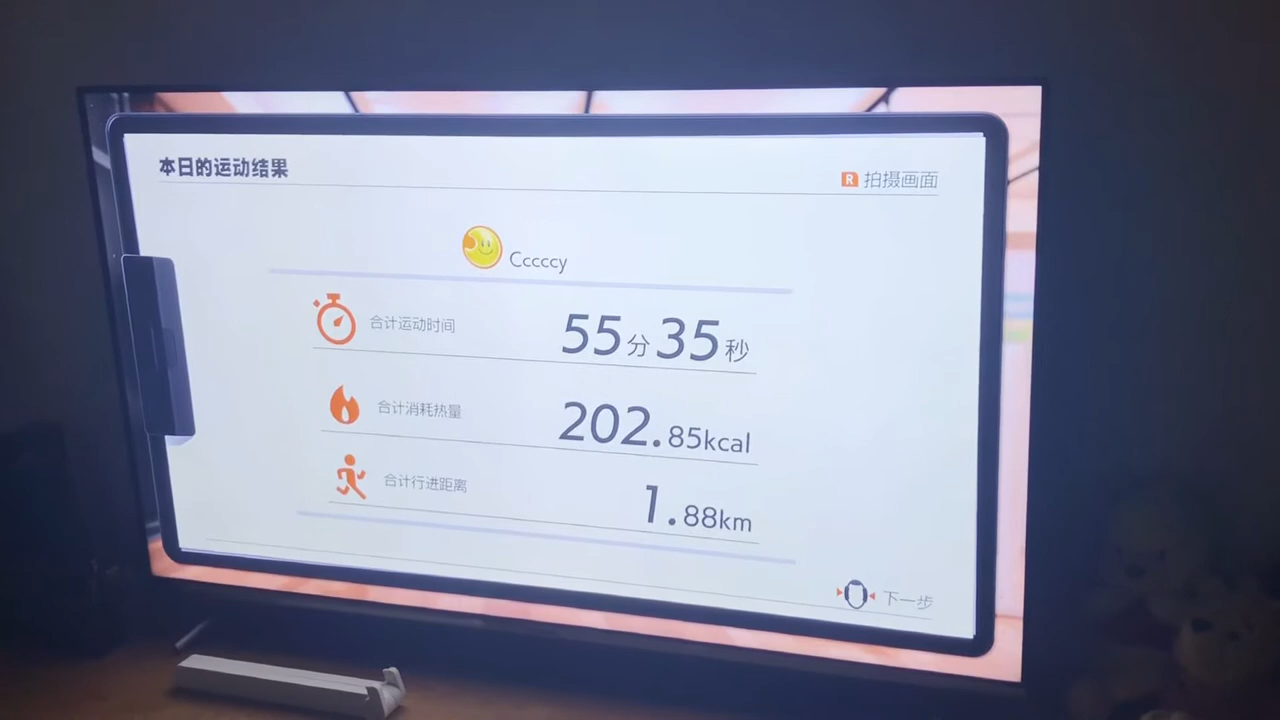 本日的运动结果
R 拍摄画面
Cccccy
合计运动时间 55分35秒
合计消耗热量 202.85kcal
合计行进距离 1.88km
下一步